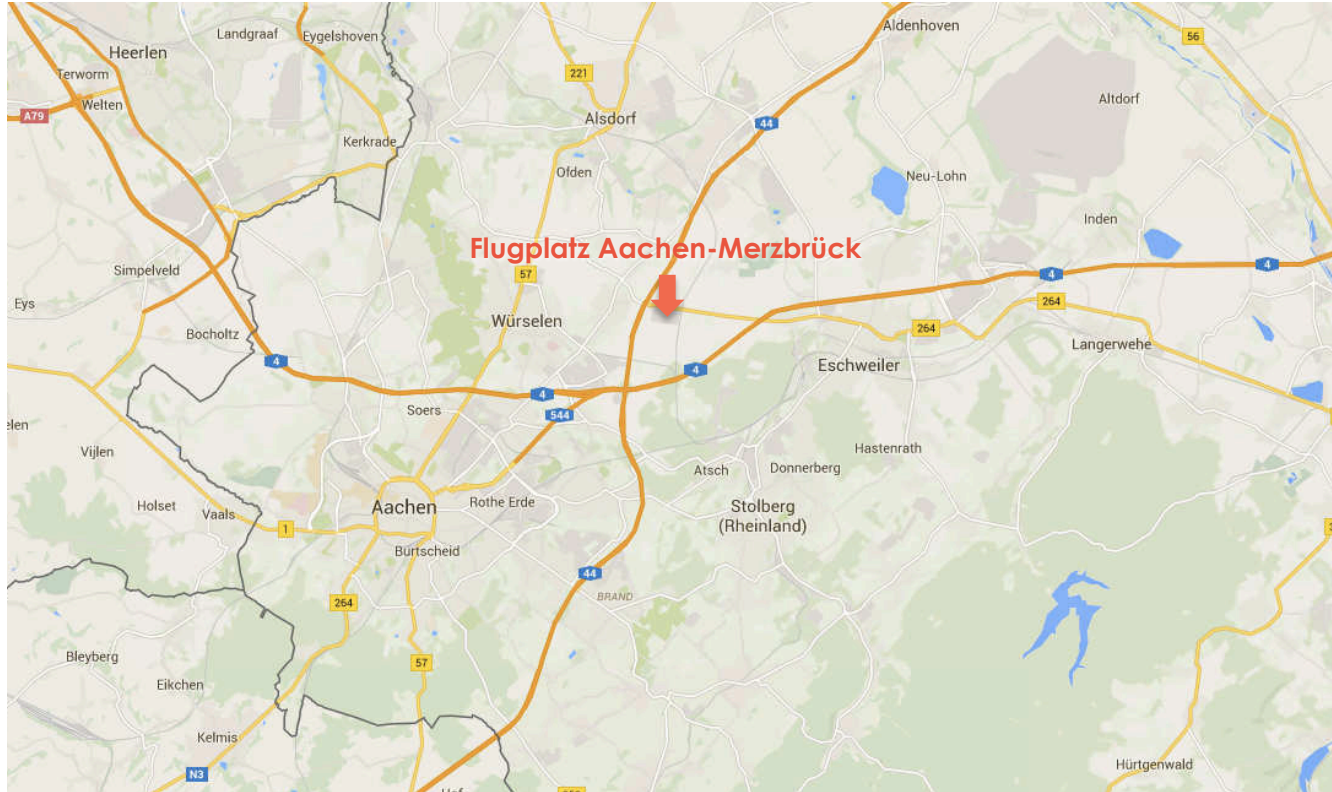 Aldenhoven
Landgraaf
Eygelshoven
56
Heerlen
Terworm
221
Altdorf
Welten
A79
Alsdorf
44
Kerkrade
Ofden
Neu-Lohn
Inden
Flugplatz Aachen-Merzbrück
4
Simpelveld
57
4
Eys
264
Würselen
264
Bocholtz
Langerwehe
4
Eschweiler
4
4
Soers
544
elen
Vijlen
Hastenrath
Atsch
Donnerberg
Holset
Rothe Erde
Aachen
Stolberg
(Rheinland)
Vaals
1
Burtscheid
44
BRAND
264
Bleyberg
57
Eikchen
Kelmis
Hürtgenwald
N3